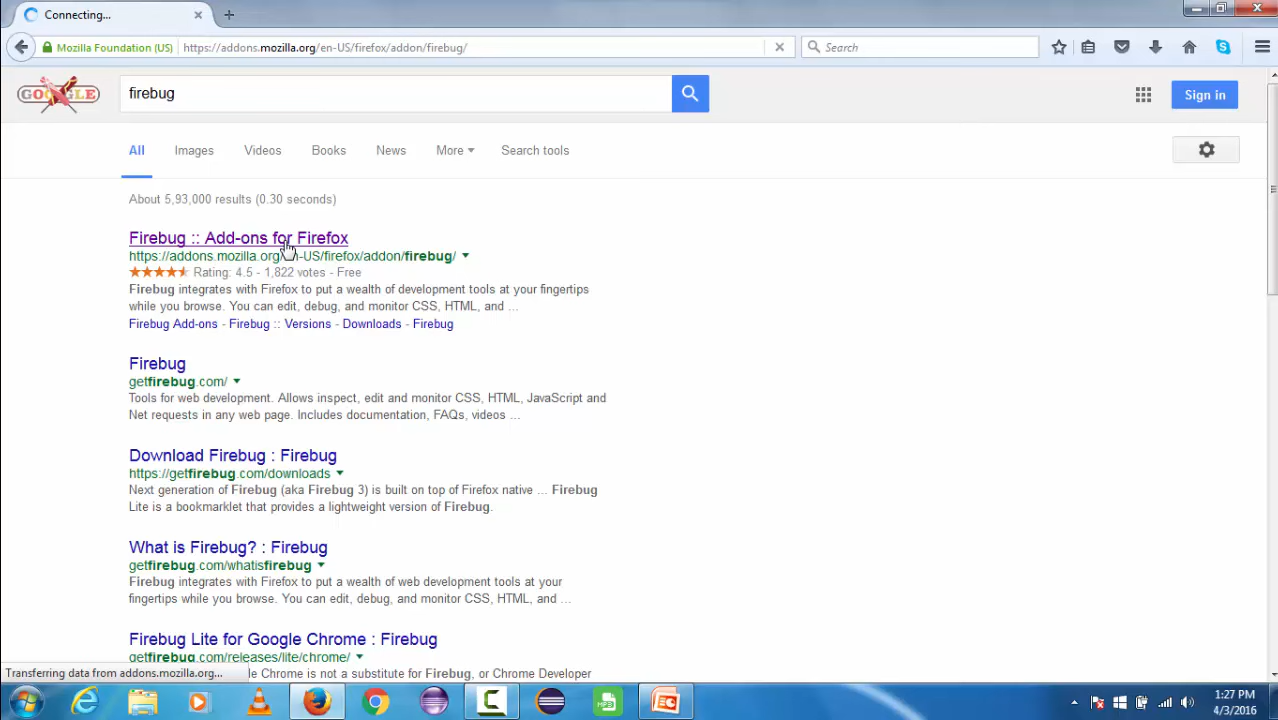 Connecting...
Mozilla Foundation (US)
https://addons.mozilla.org/en-US/firefox/addon/firebug/
Search
GOOGLE
firebug
Sign in
All
Images
Videos
Books
News
More
Search tools
About 5,93,000 results (0.30 seconds)
Firebug :: Add-ons for Firefox
https://addons.mozilla.org/en-US/firefox/addon/firebug/
Rating: 4.5 - 1,822 votes - Free
Firebug integrates with Firefox to put a wealth of development tools at your fingertips
while you browse. You can edit, debug, and monitor CSS, HTML, and ...
Firebug Add-ons - Firebug :: Versions - Downloads - Firebug
Firebug
getfirebug.com/
Tools for web development. Allows inspect, edit and monitor CSS, HTML, JavaScript and
Net requests in any web page. Includes documentation, FAQs, videos ...
Download Firebug : Firebug
https://getfirebug.com/downloads
Next generation of Firebug (aka Firebug 3) is built on top of Firefox native ... Firebug
Lite is a bookmarklet that provides a lightweight version of Firebug.
What is Firebug? : Firebug
getfirebug.com/whatisfirebug
Firebug integrates with Firefox to put a wealth of web development tools at your
fingertips while you browse. You can edit, debug, and monitor CSS, HTML, and ...
Firebug Lite for Google Chrome : Firebug
getfirebug.com/releases/lite/chrome/
Transferring data from addons.mozilla.org...
le Chrome is not a substitute for Firebug, or Chrome Developer
MP3
1:27 PM
4/3/2016